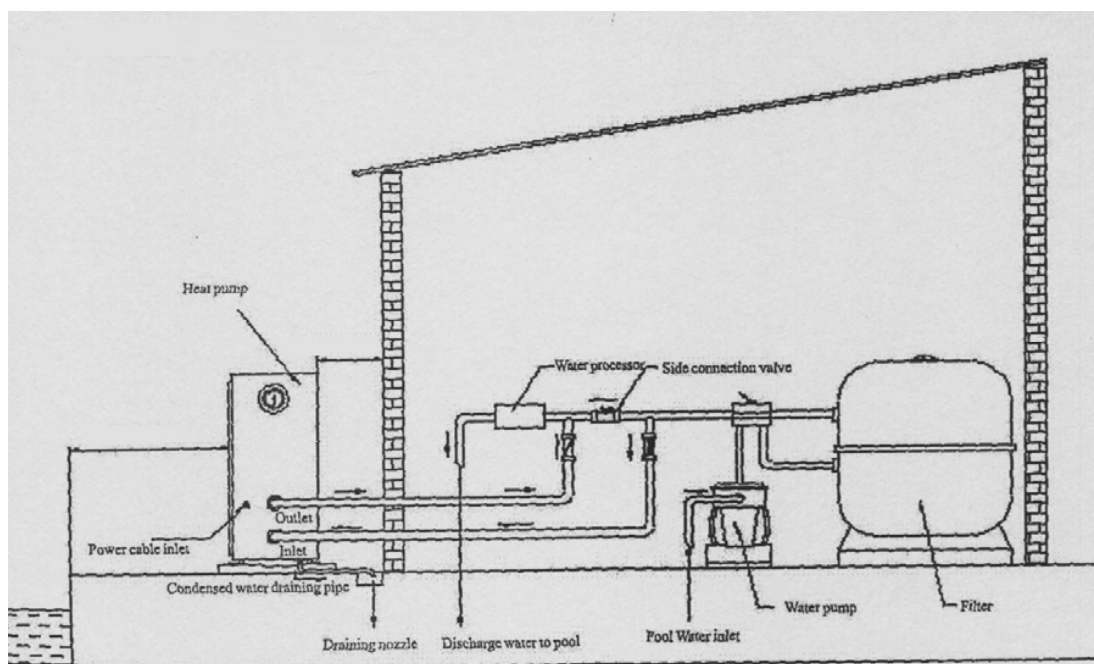 Heat pump
Water processor
Side connection valve
Outlet
Power cable inlet
Inlet
Condensed water draining pipe
Water pump
Filter
Draining nozzle
Discharge water to pool
Pool Water inlet